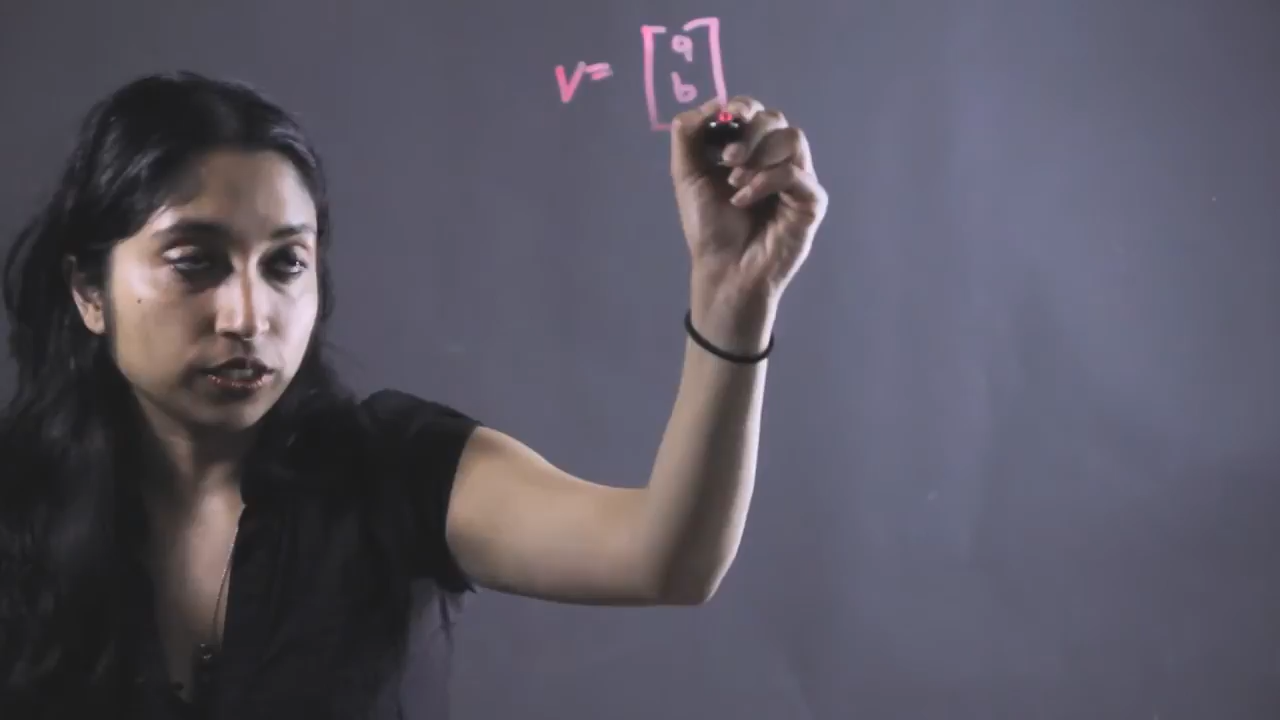 v = [a
b]